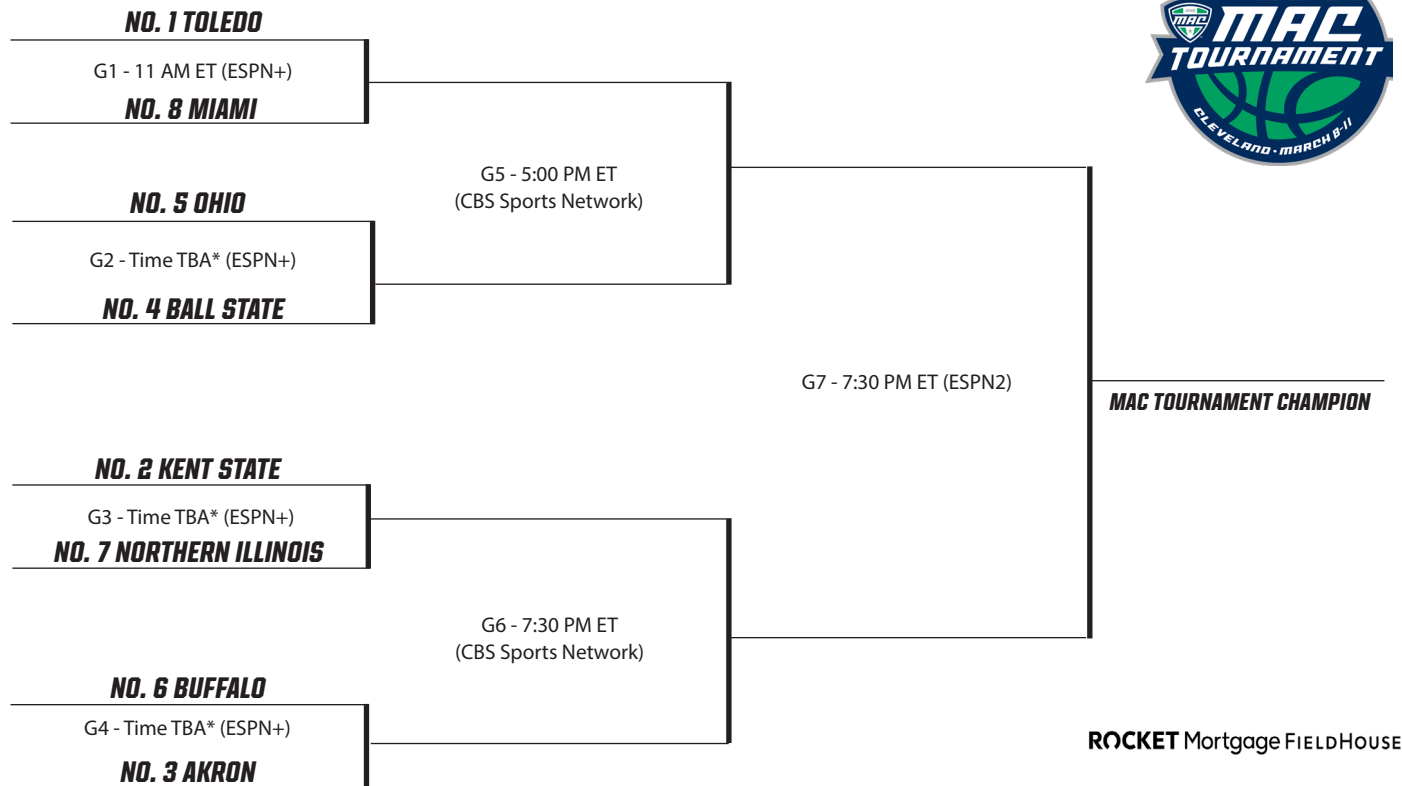 NO. 1 TOLEDO
G1 - 11 AM ET (ESPN+)
NO. 8 MIAMI
NO. 5 OHIO
G2 - Time TBA* (ESPN+)
NO. 4 BALL STATE
G5 - 5:00 PM ET
(CBS Sports Network)
NO. 2 KENT STATE
G3 - Time TBA* (ESPN+)
NO. 7 NORTHERN ILLINOIS
NO. 6 BUFFALO
G4 - Time TBA* (ESPN+)
NO. 3 AKRON
G6 - 7:30 PM ET
(CBS Sports Network)
G7 - 7:30 PM ET (ESPN2)
MAC TOURNAMENT CHAMPION
MAC
MAC
TOURNAMENT
CLEVELAND • MARCH 8-11
ROCKET Mortgage FIELDHOUSE